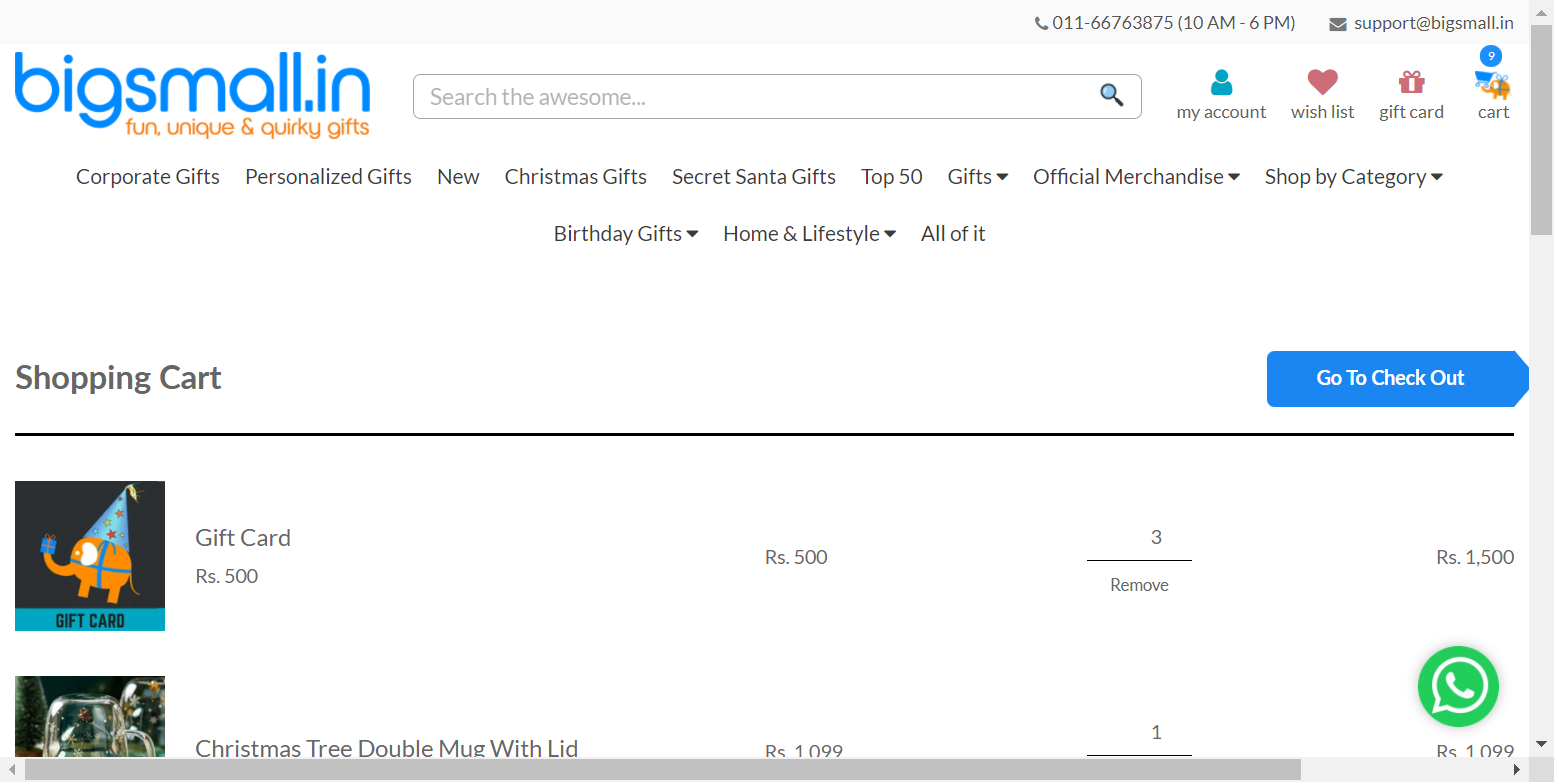 011-66763875 (10 AM - 6 PM) support@bigsmall.in
bigsmall.in
fun, unique & quirky gifts
Search the awesome...
9
my account wish list gift card cart
Corporate Gifts Personalized Gifts New Christmas Gifts Secret Santa Gifts Top 50 Gifts Official Merchandise Shop by Category
Birthday Gifts Home & Lifestyle All of it
Shopping Cart Go To Check Out
Gift Card
Rs. 500
Rs. 500
3
Remove
Rs. 1,500
GIFT CARD
Christmas Tree Double Mug With Lid
Rs. 1,099
1
Rs. 1,099